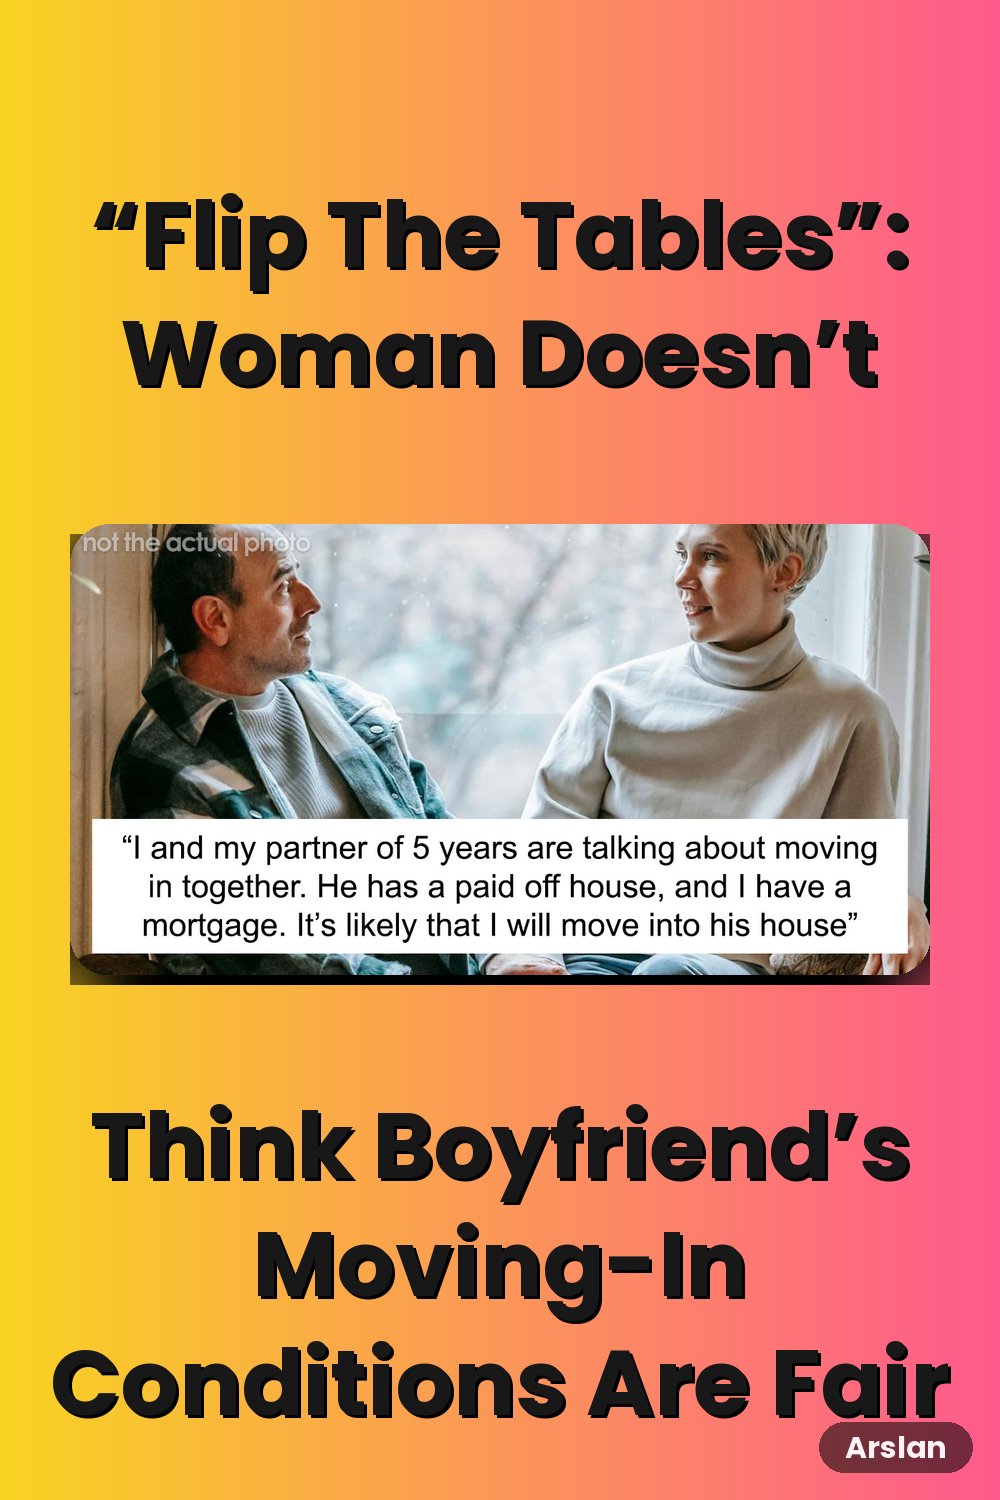 “Flip The Tables”:
Woman Doesn’t
not the actual photo
“I and my partner of 5 years are talking about moving
in together. He has a paid off house, and I have a
mortgage. It’s likely that I will move into his house”
Think Boyfriend’s
Moving-In
Conditions Are Fair
Arslan